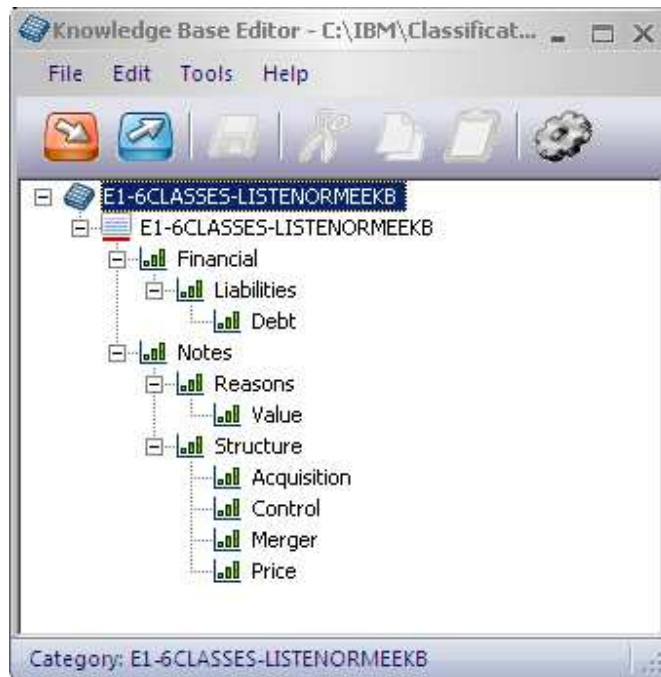 Knowledge Base Editor - C:\IBM\Classificat...
File Edit Tools Help
E1-6CLASSES-LISTENORMEEKB
E1-6CLASSES-LISTENORMEEKB
Financial
Liabilities
Debt
Notes
Reasons
Value
Structure
Acquisition
Control
Merger
Price
Category: E1-6CLASSES-LISTENORMEEKB